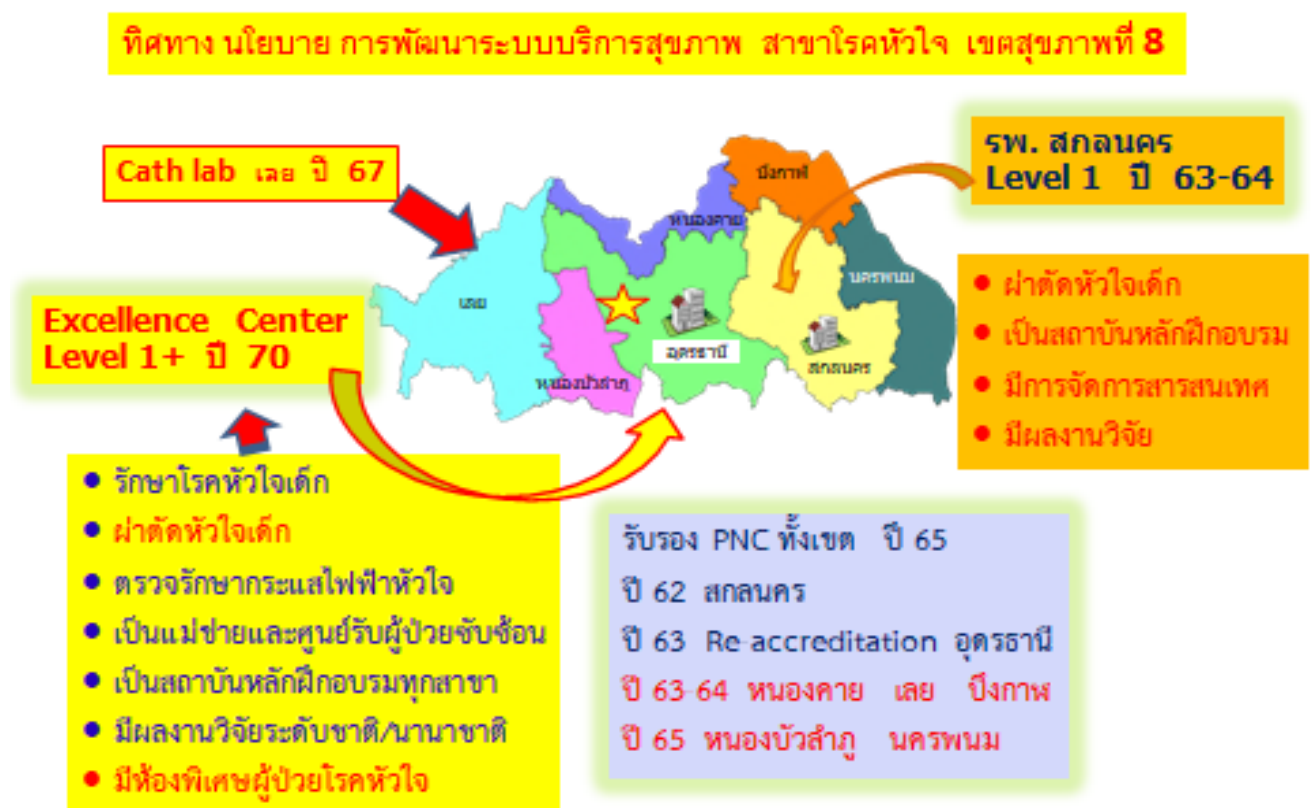 ทิศทาง นโยบาย การพัฒนาระบบบริการสุขภาพ สาขาโรคหัวใจ เขตสุขภาพที่ 8
Cath lab เลย ปี 67
รพ. สกลนคร
Level 1 ปี 63-64
บึงกาฬ
หนองคาย
นครพนม
เลย
อุดรธานี
สกลนคร
หนองบัวลำภู
Excellence Center
Level 1+ ปี 70
● ผ่าตัดหัวใจเด็ก
● เป็นสถาบันหลักฝึกอบรม
● มีการจัดการสารสนเทศ
● มีผลงานวิจัย
● รักษาโรคหัวใจเด็ก
● ผ่าตัดหัวใจเด็ก
● ตรวจรักษากระแสไฟฟ้าหัวใจ
● เป็นแม่ข่ายและศูนย์รับผู้ป่วยซับซ้อน
● เป็นสถาบันหลักฝึกอบรมทุกสาขา
● มีผลงานวิจัยระดับชาติ/นานาชาติ
● มีห้องพิเศษผู้ป่วยโรคหัวใจ
รับรอง PNC ทั้งเขต ปี 65
ปี 62 สกลนคร
ปี 63 Re-accreditation อุดรธานี
ปี 63-64 หนองคาย เลย บึงกาฬ
ปี 65 หนองบัวลำภู นครพนม